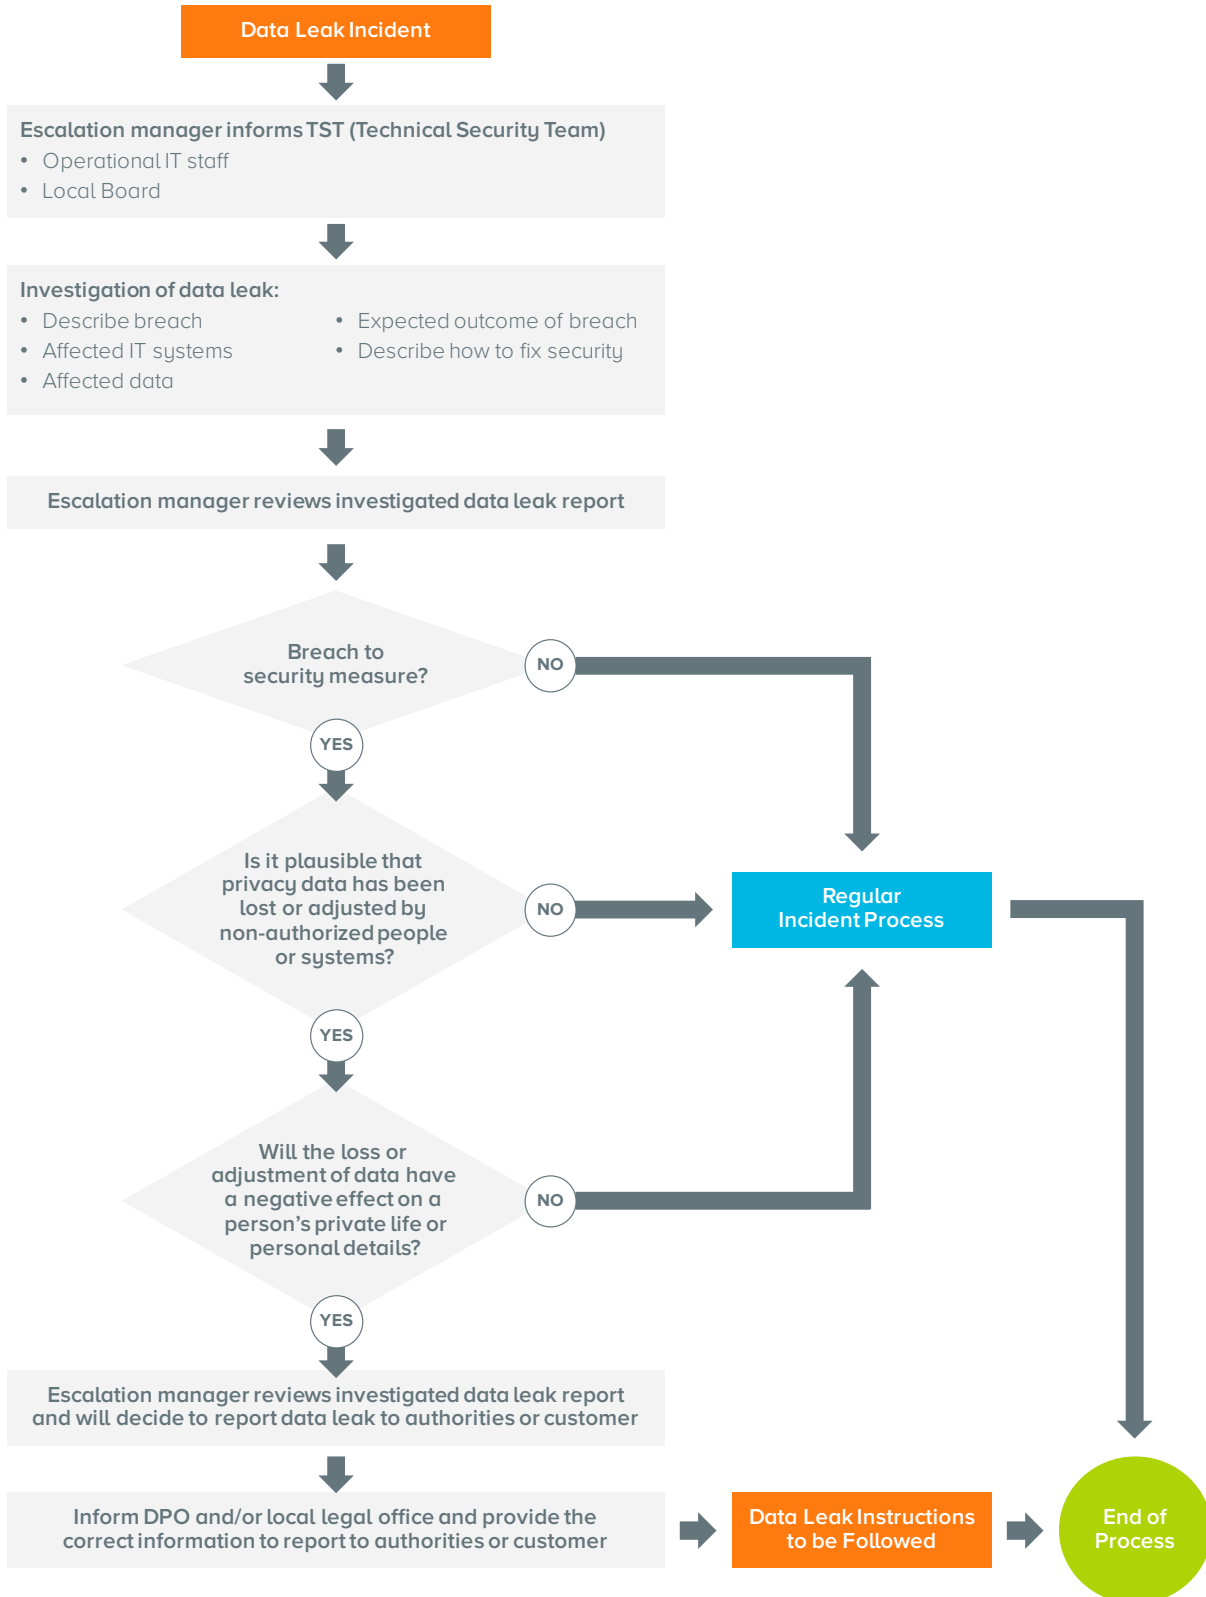 Data Leak Incident
Escalation manager informs TST (Technical Security Team)
• Operational IT staff
• Local Board
Investigation of data leak:
• Describe breach
• Affected IT systems
• Affected data
• Expected outcome of breach
• Describe how to fix security
Escalation manager reviews investigated data leak report
Breach to
security measure?
NO
YES
Is it plausible that
privacy data has been
lost or adjusted by
non-authorized people
or systems?
NO
Regular
Incident Process
YES
Will the loss or
adjustment of data have
a negative effect on a
person's private life or
personal details?
NO
YES
Escalation manager reviews investigated data leak report
and will decide to report data leak to authorities or customer
Inform DPO and/or local legal office and provide the
correct information to report to authorities or customer
Data Leak Instructions
to be Followed
End of
Process